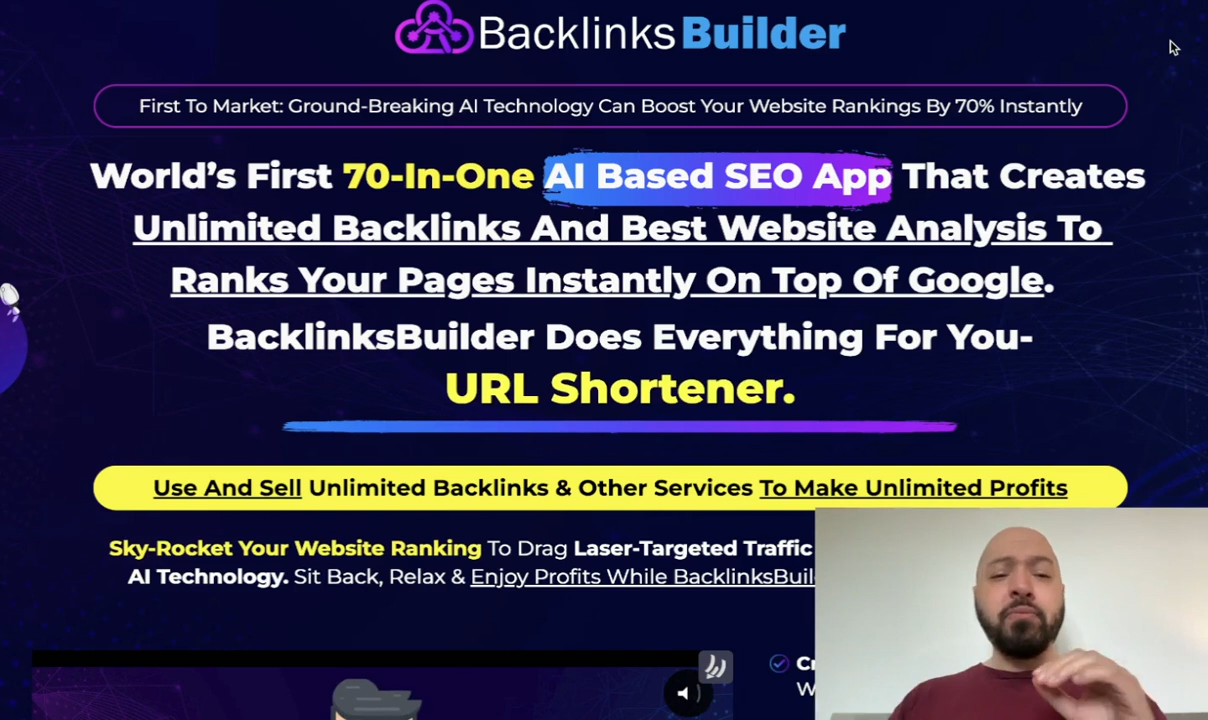 BacklinksBuilder
First To Market: Ground-Breaking AI Technology Can Boost Your Website Rankings By 70% Instantly
World's First 70-In-One AI Based SEO App That Creates
Unlimited Backlinks And Best Website Analysis To
Ranks Your Pages Instantly On Top Of Google.
BacklinksBuilder Does Everything For You-
URL Shortener.
Use And Sell Unlimited Backlinks & Other Services To Make Unlimited Profits
Sky-Rocket Your Website Ranking To Drag Laser-Targeted Traffic
AI Technology. Sit Back, Relax & Enjoy Profits While